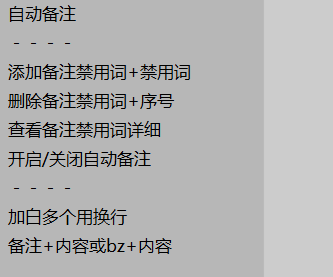 自动备注
- - - -
添加备注禁用词+禁用词
删除备注禁用词+序号
查看备注禁用词详细
开启/关闭自动备注
- - - -
加白多个用换行
备注+内容或bz+内容